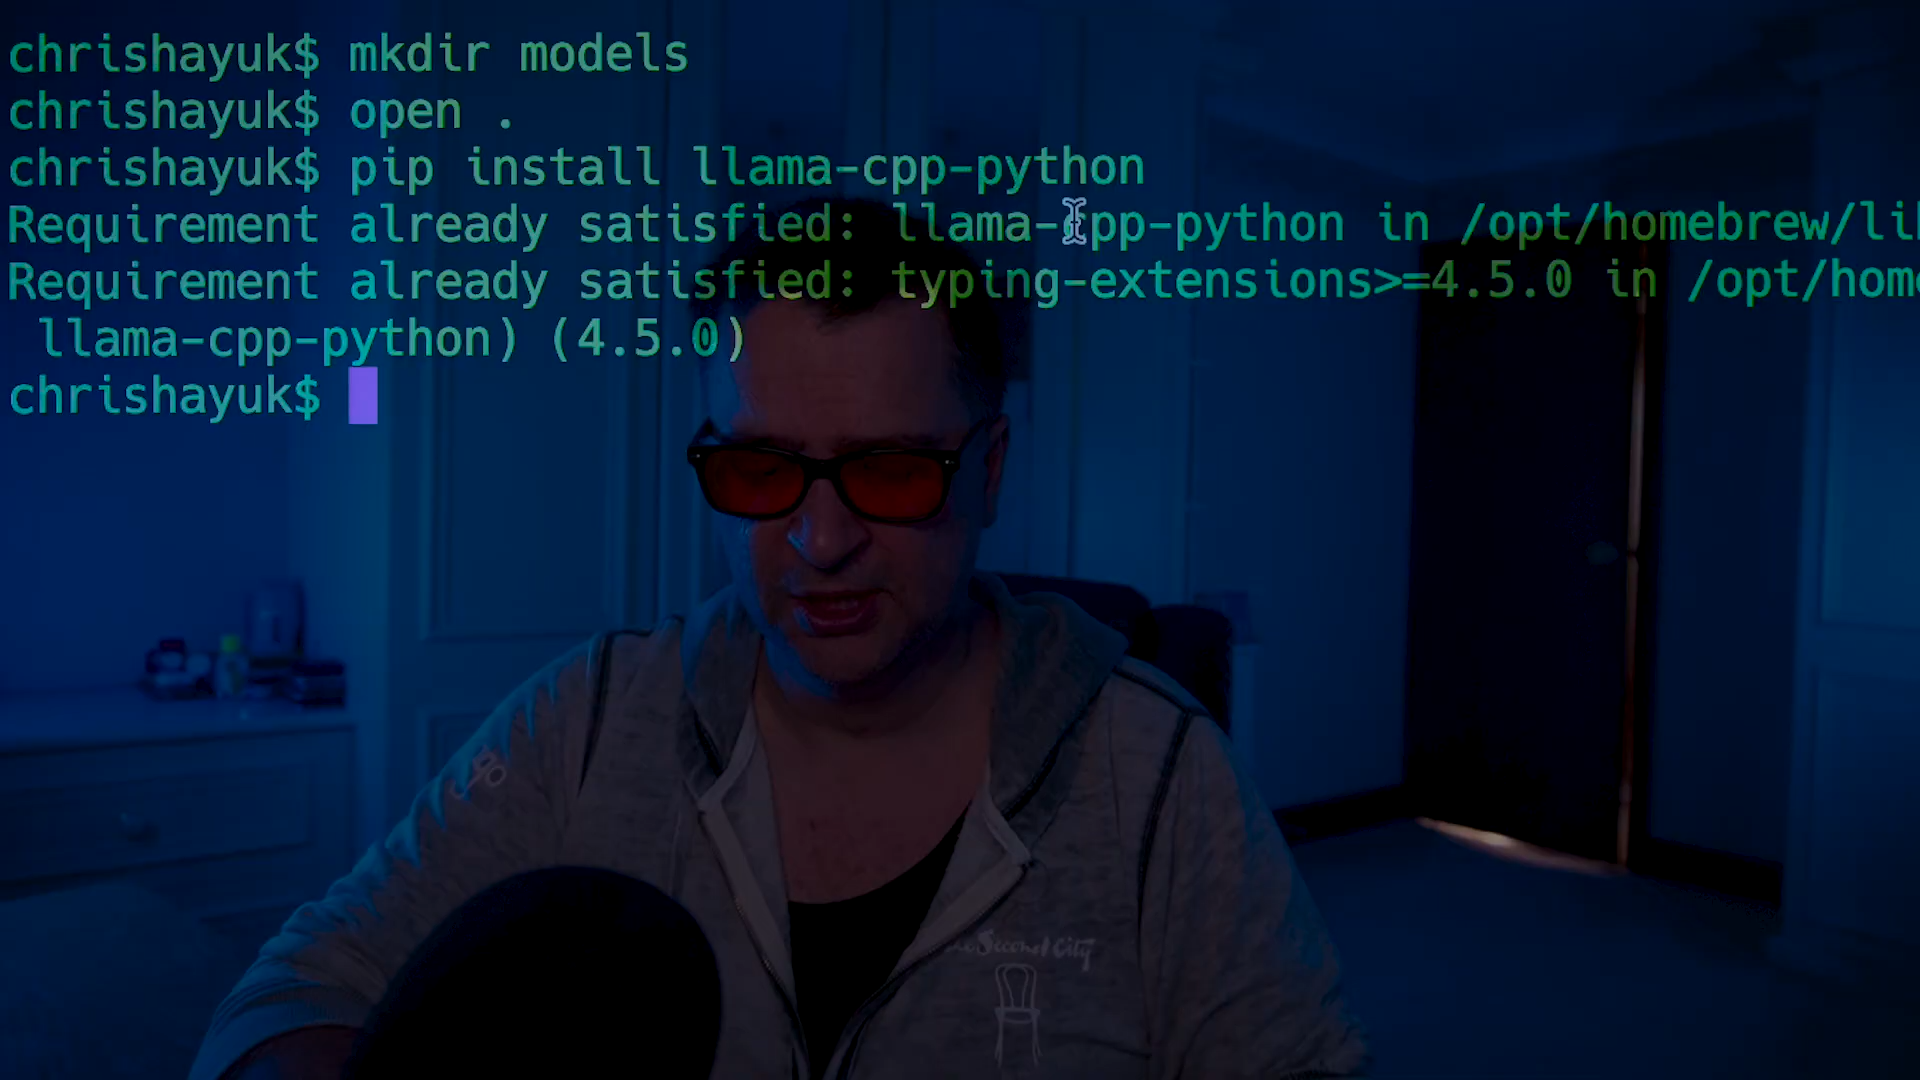 chrishayuk$ mkdir models
chrishayuk$ open .
chrishayuk$ pip install llama-cpp-python
Requirement already satisfied: llama-cpp-python in /opt/homebrew/li
Requirement already satisfied: typing-extensions>=4.5.0 in /opt/hom
llama-cpp-python) (4.5.0)
chrishayuk$
Second City